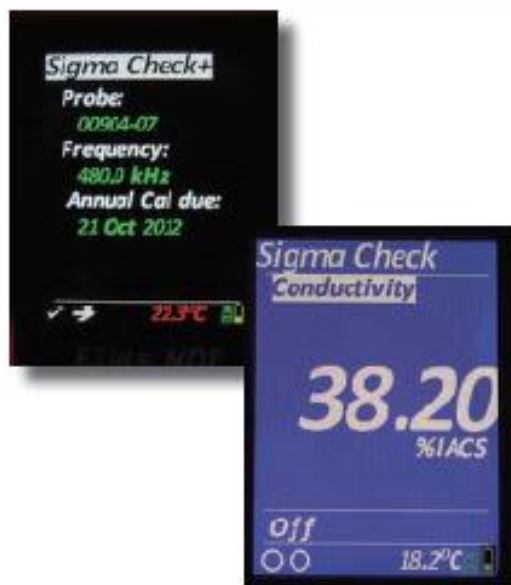 Sigma Check+
Probe:
00904-07
Frequency:
480.0 kHz
Annual Cal due:
21 Oct 2012
22.3°C
Sigma Check
Conductivity
38.20
%IACS
Off
18.2°C